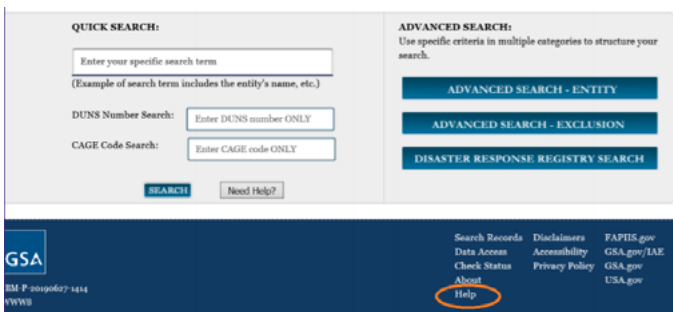 QUICK SEARCH:
Enter your specific search term
(Example of search term includes the entity's name, etc.)
DUNS Number Search:
Enter DUNS number ONLY
CAGE Code Search:
Enter CAGE code ONLY
SEARCH
Need Help?
ADVANCED SEARCH:
Use specific criteria in multiple categories to structure your
search.
ADVANCED SEARCH - ENTITY
ADVANCED SEARCH - EXCLUSION
DISASTER RESPONSE REGISTRY SEARCH
GSA
IBM-P-20190627-1414
WWW8
Search Records
Data Access
Check Status
About
Help
Disclaimers
Accessibility
Privacy Policy
FAPIIS.gov
GSA.gov/IAE
GSA.gov
USA.gov